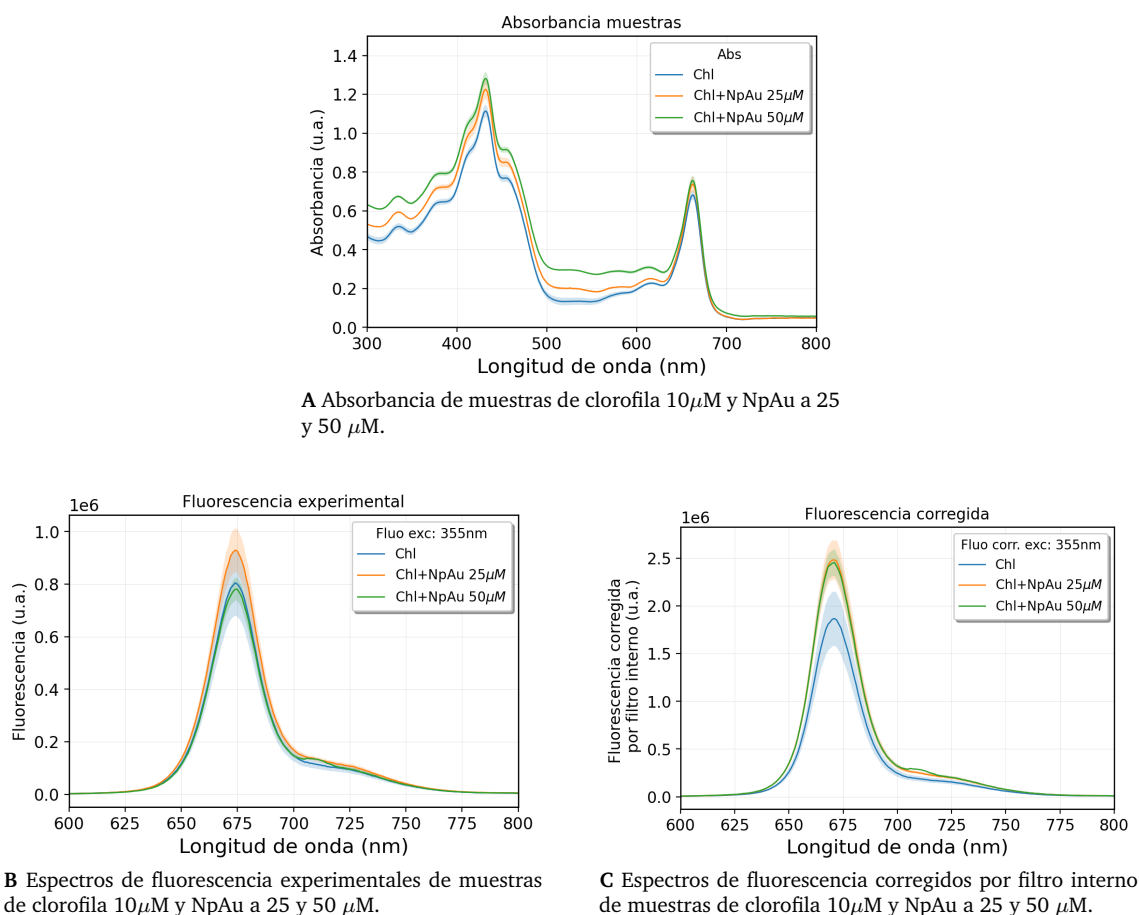 Absorbancia muestras
Absorbancia (u.a.)
1.4
1.2
1.0
0.8
0.6
0.4
0.2
0.0
Abs
Chl
Chl+NpAu 25μM
Chl+NpAu 50μM
300 400 500 600 700 800
Longitud de onda (nm)
A Absorbancia de muestras de clorofila 10μM y NpAu a 25
y 50 μM.
Fluorescencia experimental
1e6
Fluorescencia (u.a.)
1.0
0.8
0.6
0.4
0.2
0.0
Fluo exc: 355nm
Chl
Chl+NpAu 25μM
Chl+NpAu 50μM
600 625 650 675 700 725 750 775 800
Longitud de onda (nm)
B Espectros de fluorescencia experimentales de muestras
de clorofila 10μM y NpAu a 25 y 50 μM.
Fluorescencia corregida
1e6
Fluorescencia corregida
por filtro interno (u.a.)
2.5
2.0
1.5
1.0
0.5
0.0
Fluo corr. exc: 355nm
Chl
Chl+NpAu 25μM
Chl+NpAu 50μM
600 625 650 675 700 725 750 775 800
Longitud de onda (nm)
C Espectros de fluorescencia corregidos por filtro interno
de muestras de clorofila 10μM y NpAu a 25 y 50 μM.